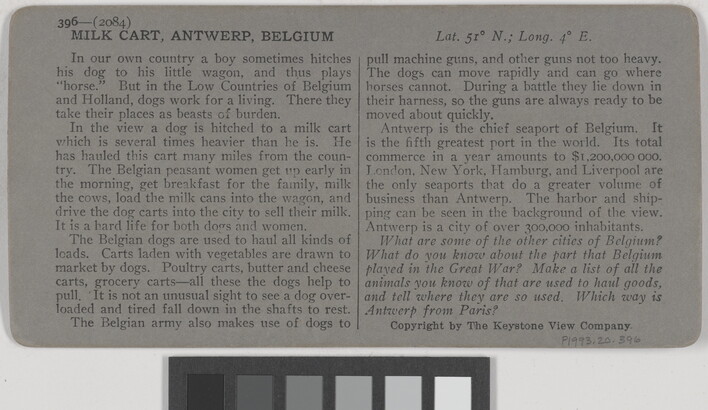 396—(2084)
MILK CART, ANTWERP, BELGIUM
Lat. 51° N.; Long. 4° E.
In our own country a boy sometimes hitches
his dog to his little wagon, and thus plays
"horse." But in the Low Countries of Belgium
and Holland, dogs work for a living. There they
take their places as beasts of burden.
In the view a dog is hitched to a milk cart
which is several times heavier than he is. He
has hauled this cart many miles from the coun-
try. The Belgian peasant women get up early in
the morning, get breakfast for the family, milk
the cows, load the milk cans into the wagon, and
drive the dog carts into the city to sell their milk.
It is a hard life for both dogs and women.
The Belgian dogs are used to haul all kinds of
loads. Carts laden with vegetables are drawn to
market by dogs. Poultry carts, butter and cheese
carts, grocery carts—all these the dogs help to
pull. It is not an unusual sight to see a dog over-
loaded and tired fall down in the shafts to rest.
The Belgian army also makes use of dogs to
pull machine guns, and other guns not too heavy.
The dogs can move rapidly and can go where
horses cannot. During a battle they lie down in
their harness, so the guns are always ready to be
moved about quickly.
Antwerp is the chief seaport of Belgium. It
is the fifth greatest port in the world. Its total
commerce in a year amounts to $1,200,000 000.
London, New York, Hamburg, and Liverpool are
the only seaports that do a greater volume of
business than Antwerp. The harbor and ship-
ping can be seen in the background of the view.
Antwerp is a city of over 300,000 inhabitants.
What are some of the other cities of Belgium?
What do you know about the part that Belgium
played in the Great War? Make a list of all the
animals you know of that are used to haul goods,
and tell where they are so used. Which way is
Antwerp from Paris?
Copyright by The Keystone View Company.
P1993.20.396